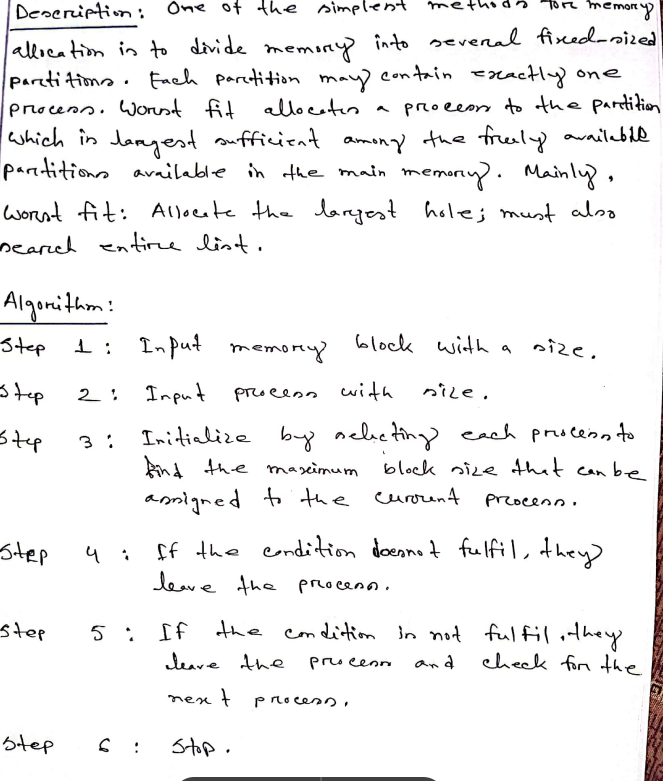 Description: One of the simplest methods for memory
allocation is to divide memory into several fixed-sized
partitions. Each partition may contain exactly one
process. Worst fit allocates a process to the partition
which is largest sufficient among the freely available
partitions available in the main memory. Mainly,
worst fit: Allocate the largest hole; must also
search entire list.
Algorithm:
Step 1: Input memory block with a size.
Step 2: Input process with size.
Step 3: Initialize by selecting each process to
find the maximum block size that can be
assigned to the current process.
Step 4: If the condition doesnot fulfil, they
leave the process.
Step 5: If the condition is not fulfil, they
leave the process and check for the
next process.
Step 6: Stop.